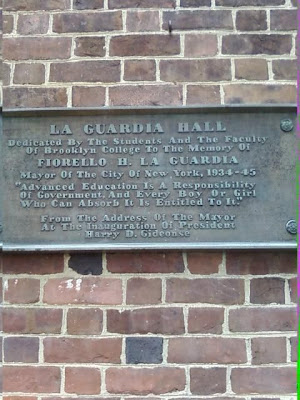 LA GUARDIA HALL
Dedicated By The Students And The Faculty
Of Brooklyn College To The Memory Of
FIORELLO H. LA GUARDIA
Mayor Of The City Of New York, 1934-45
"Advanced Education Is A Responsibility
Of Government, And Every Boy Or Girl
Who Can Absorb It Is Entitled To It."
From The Address Of The Mayor
At The Inauguration Of President
Harry D. Gideonse